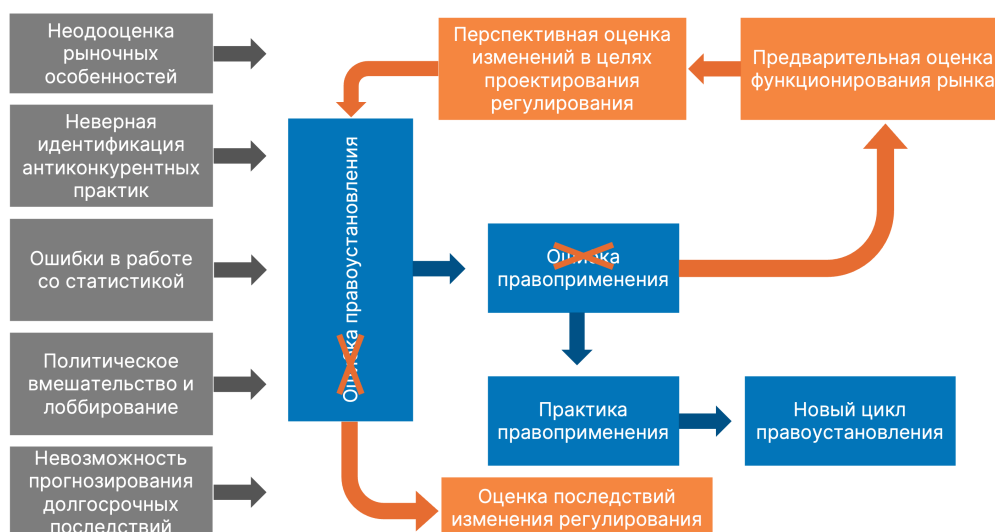 Неодооценка
рыночных
особенностей
Неверная
идентификация
антиконкурентных
практик
Ошибки в работе
со статистикой
Политическое
вмешательство и
лоббирование
Невозможность
прогнозирования
долгосрочных
последствий
Ошибка правоустановления
Перспективная оценка
изменений в целях
проектирования
регулирования
Предварительная оценка
функционирования рынка
Ошибка
правоприменения
Практика
правоприменения
Новый цикл
правоустановления
Оценка последствий
изменения регулирования